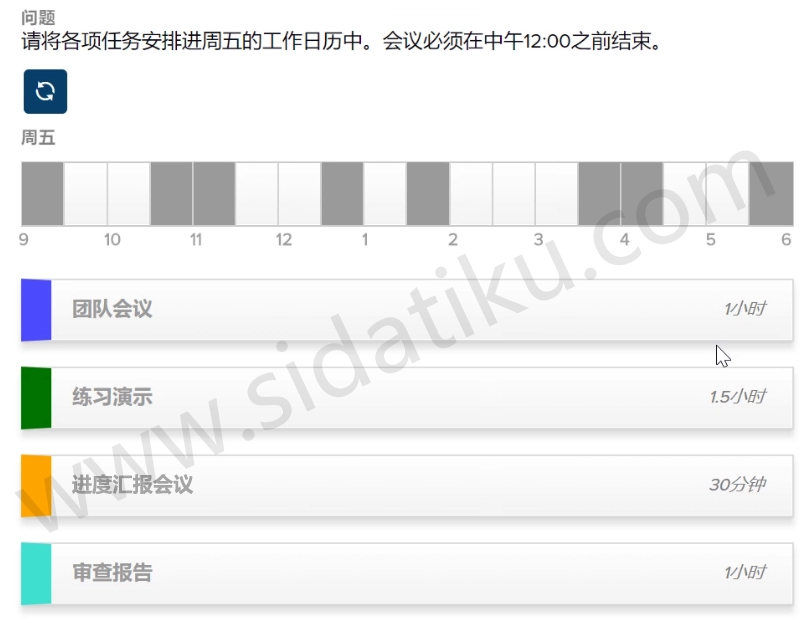 问题
请将各项任务安排进周五的工作日历中。会议必须在中午12:00之前结束。
周五
9 10 11 12 1 2 3 4 5 6
团队会议 1小时
练习演示 1.5小时
进度汇报会议 30分钟
审查报告 1小时
www.sidatiku.com